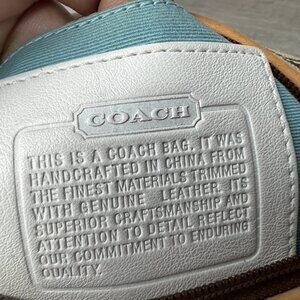 COACH
THIS IS A COACH BAG. IT WAS
HANDCRAFTED IN CHINA FROM
THE FINEST MATERIALS TRIMMED
WITH GENUINE LEATHER. ITS
SUPERIOR CRAFTSMANSHIP AND
ATTENTION TO DETAIL REFLECT
OUR COMMITMENT TO ENDURING
QUALITY.